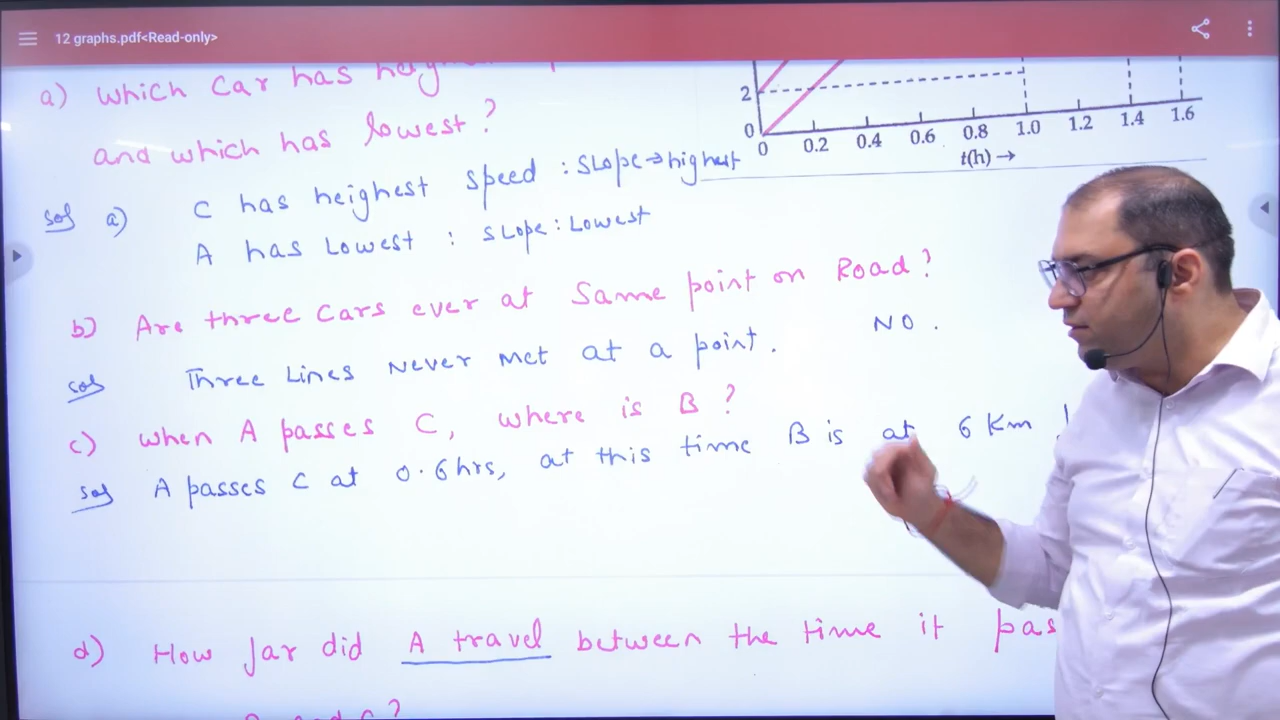 12 graphs.pdf<Read-only>
a) which Car has
and which has lowest?
2
0
0 0.2 0.4 0.6 0.8 1.0 1.2 1.4 1.6
t(h) →
Sol a) C has heighest speed : SLope→highest
A has Lowest : SLope: Lowest
b) Are three Cars ever at Same point on Road?
Sol Three Lines Never Met at a point. NO.
c) when A passes C, where is B?
Sol A passes C at 0.6hrs, at this time B is at 6 Km
d) How far did A travel between the time it pas